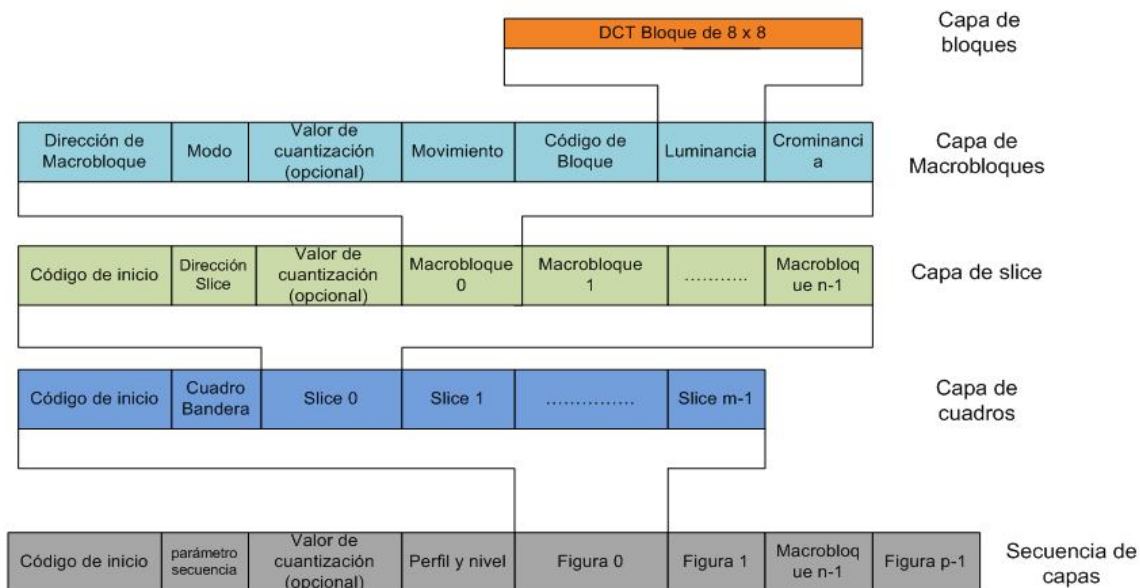 DCT Bloque de 8 x 8
Capa de
bloques
Dirección de
Macrobloque
Modo
Valor de
cuantización
(opcional)
Movimiento
Código de
Bloque
Luminancia
Crominanci
a
Capa de
Macrobloques
Código de inicio
Dirección
Slice
Valor de
cuantización
(opcional)
Macrobloque
0
Macrobloque
1
...........
Macrobloq
ue n-1
Capa de slice
Código de inicio
Cuadro
Bandera
Slice 0
Slice 1
...............
Slice m-1
Capa de
cuadros
Código de inicio
parámetro
secuencia
Valor de
cuantización
(opcional)
Perfil y nivel
Figura 0
Figura 1
Macrobloq
ue n-1
Figura p-1
Secuencia de
capas